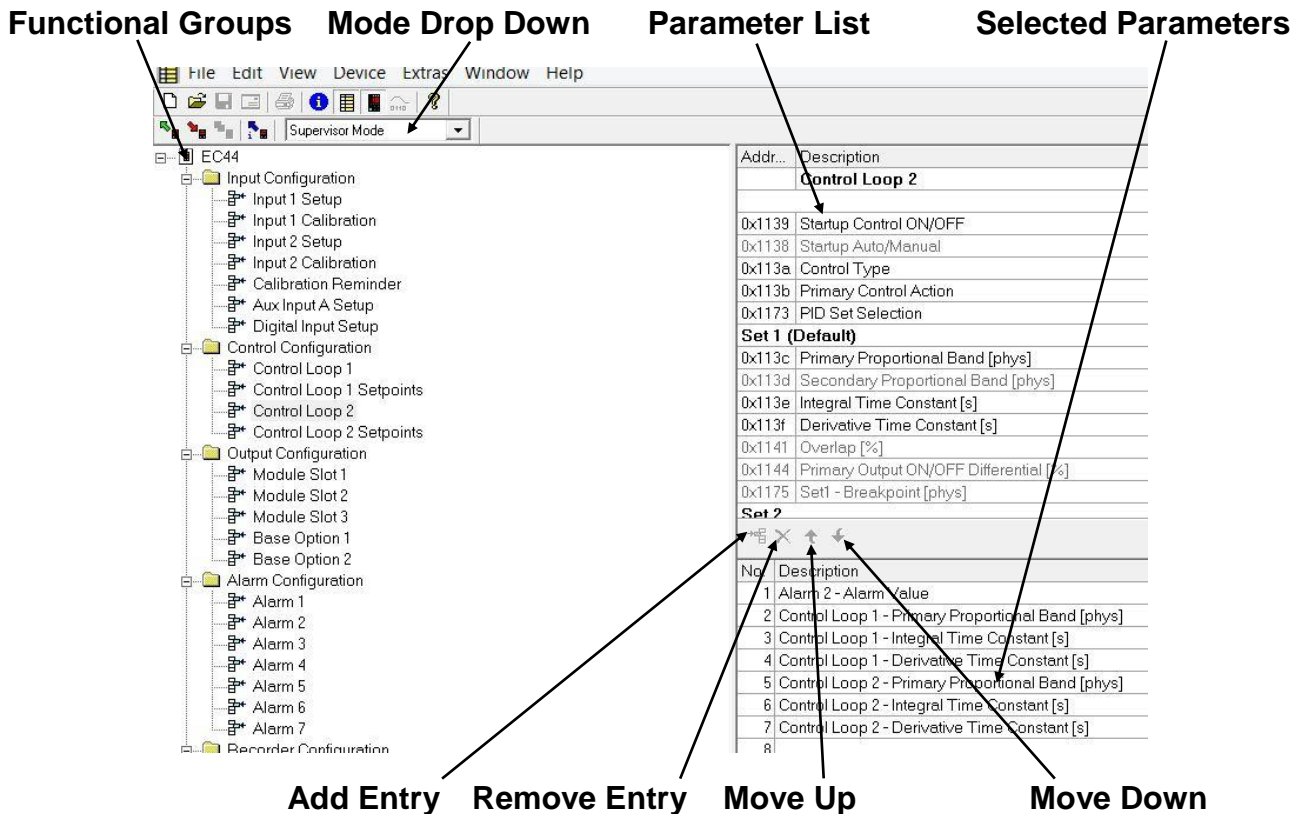 Functional Groups Mode Drop Down Parameter List Selected Parameters
File Edit View Device Extras Window Help
Supervisor Mode
EC44
Input Configuration
Input 1 Setup
Input 1 Calibration
Input 2 Setup
Input 2 Calibration
Calibration Reminder
Aux Input A Setup
Digital Input Setup
Control Configuration
Control Loop 1
Control Loop 1 Setpoints
Control Loop 2
Control Loop 2 Setpoints
Output Configuration
Module Slot 1
Module Slot 2
Module Slot 3
Base Option 1
Base Option 2
Alarm Configuration
Alarm 1
Alarm 2
Alarm 3
Alarm 4
Alarm 5
Alarm 6
Alarm 7
Recorder Configuration
Addr... Description
Control Loop 2
0x1139 Startup Control ON/OFF
0x1138 Startup Auto/Manual
0x113a Control Type
0x113b Primary Control Action
0x1173 PID Set Selection
Set 1 (Default)
0x113c Primary Proportional Band [phys]
0x113d Secondary Proportional Band [phys]
0x113e Integral Time Constant [s]
0x113f Derivative Time Constant [s]
0x1141 Overlap [%]
0x1144 Primary Output ON/OFF Differential [%]
0x1175 Set1 - Breakpoint [phys]
Set 2
No. Description
1 Alarm 2 - Alarm Value
2 Control Loop 1 - Primary Proportional Band [phys]
3 Control Loop 1 - Integral Time Constant [s]
4 Control Loop 1 - Derivative Time Constant [s]
5 Control Loop 2 - Primary Proportional Band [phys]
6 Control Loop 2 - Integral Time Constant [s]
7 Control Loop 2 - Derivative Time Constant [s]
8
Add Entry Remove Entry Move Up Move Down